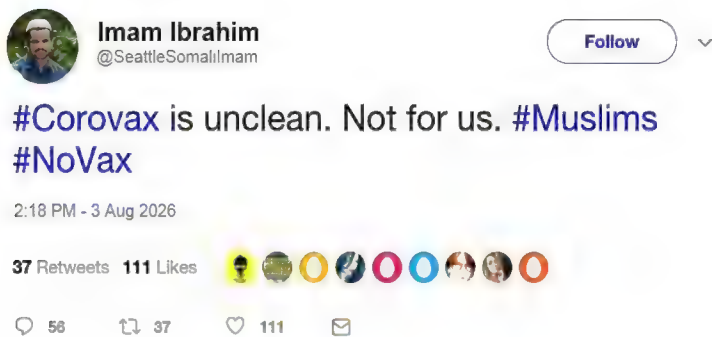 Imam Ibrahim
@SeattleSomaliImam
Follow
#Corovax is unclean. Not for us. #Muslims
#NoVax
2:18 PM - 3 Aug 2026
37 Retweets 111 Likes
56 37 111